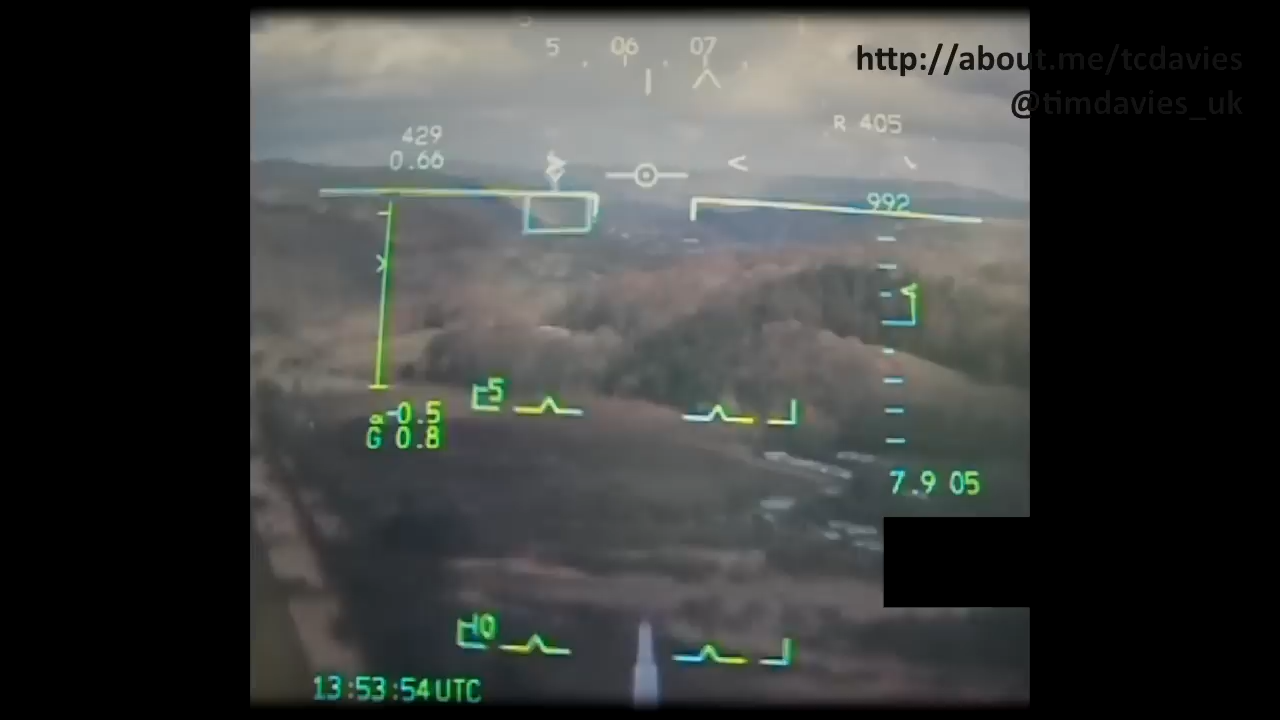 5 06 07
http://about.me/tcdavies
@timdavies_uk
R 405
429
0.66
992
5
α-0.5
G 0.8
7.9 05
10
13:53:54 UTC